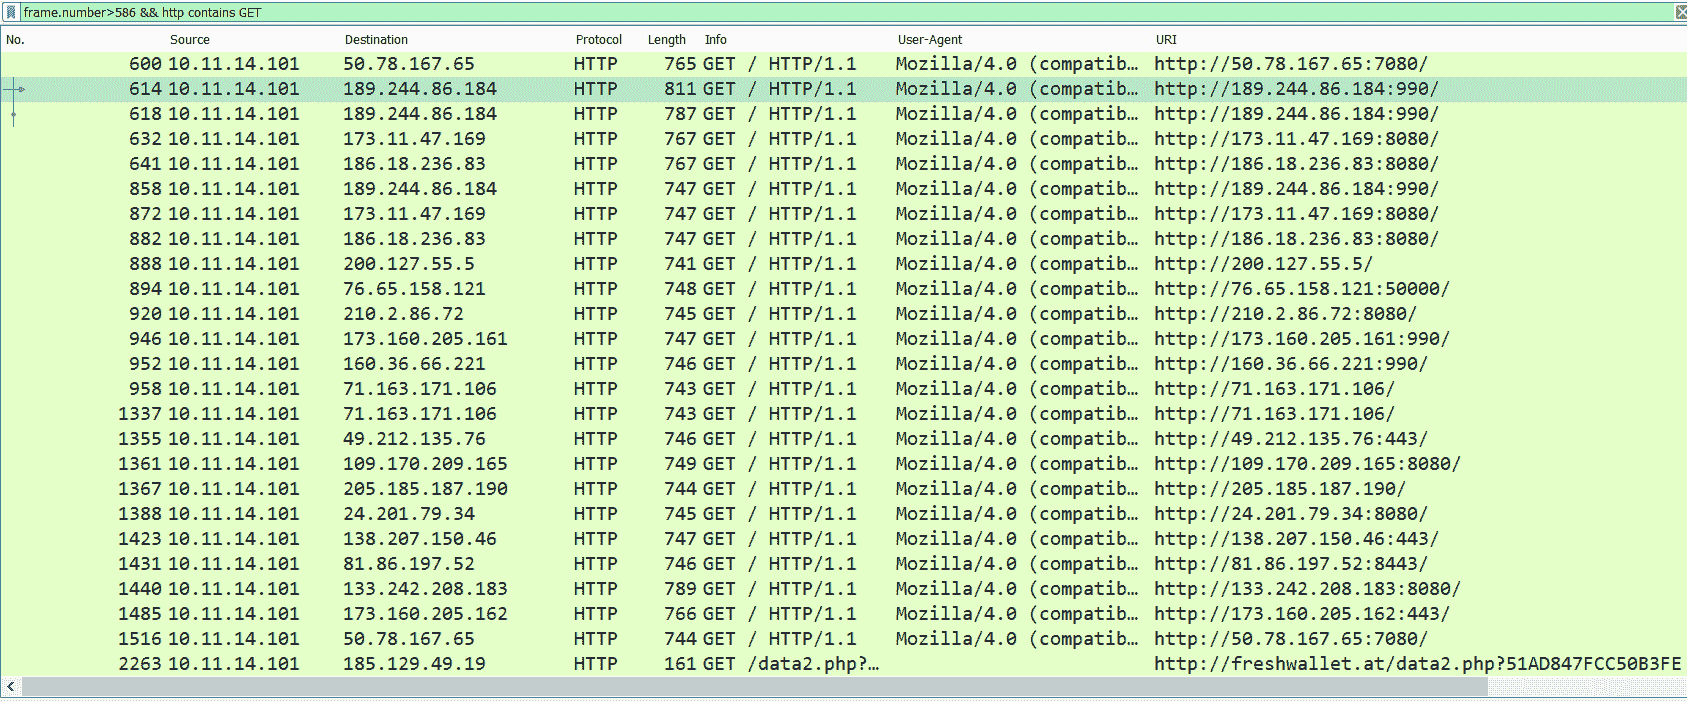 frame.number>586 && http contains GET
No. Source Destination Protocol Length Info User-Agent URI
600 10.11.14.101 50.78.167.65 HTTP 765 GET / HTTP/1.1 Mozilla/4.0 (compatib… http://50.78.167.65:7080/
614 10.11.14.101 189.244.86.184 HTTP 811 GET / HTTP/1.1 Mozilla/4.0 (compatib… http://189.244.86.184:990/
618 10.11.14.101 189.244.86.184 HTTP 787 GET / HTTP/1.1 Mozilla/4.0 (compatib… http://189.244.86.184:990/
632 10.11.14.101 173.11.47.169 HTTP 767 GET / HTTP/1.1 Mozilla/4.0 (compatib… http://173.11.47.169:8080/
641 10.11.14.101 186.18.236.83 HTTP 767 GET / HTTP/1.1 Mozilla/4.0 (compatib… http://186.18.236.83:8080/
858 10.11.14.101 189.244.86.184 HTTP 747 GET / HTTP/1.1 Mozilla/4.0 (compatib… http://189.244.86.184:990/
872 10.11.14.101 173.11.47.169 HTTP 747 GET / HTTP/1.1 Mozilla/4.0 (compatib… http://173.11.47.169:8080/
882 10.11.14.101 186.18.236.83 HTTP 747 GET / HTTP/1.1 Mozilla/4.0 (compatib… http://186.18.236.83:8080/
888 10.11.14.101 200.127.55.5 HTTP 741 GET / HTTP/1.1 Mozilla/4.0 (compatib… http://200.127.55.5/
894 10.11.14.101 76.65.158.121 HTTP 748 GET / HTTP/1.1 Mozilla/4.0 (compatib… http://76.65.158.121:50000/
920 10.11.14.101 210.2.86.72 HTTP 745 GET / HTTP/1.1 Mozilla/4.0 (compatib… http://210.2.86.72:8080/
946 10.11.14.101 173.160.205.161 HTTP 747 GET / HTTP/1.1 Mozilla/4.0 (compatib… http://173.160.205.161:990/
952 10.11.14.101 160.36.66.221 HTTP 746 GET / HTTP/1.1 Mozilla/4.0 (compatib… http://160.36.66.221:990/
958 10.11.14.101 71.163.171.106 HTTP 743 GET / HTTP/1.1 Mozilla/4.0 (compatib… http://71.163.171.106/
1337 10.11.14.101 71.163.171.106 HTTP 743 GET / HTTP/1.1 Mozilla/4.0 (compatib… http://71.163.171.106/
1355 10.11.14.101 49.212.135.76 HTTP 746 GET / HTTP/1.1 Mozilla/4.0 (compatib… http://49.212.135.76:443/
1361 10.11.14.101 109.170.209.165 HTTP 749 GET / HTTP/1.1 Mozilla/4.0 (compatib… http://109.170.209.165:8080/
1367 10.11.14.101 205.185.187.190 HTTP 744 GET / HTTP/1.1 Mozilla/4.0 (compatib… http://205.185.187.190/
1388 10.11.14.101 24.201.79.34 HTTP 745 GET / HTTP/1.1 Mozilla/4.0 (compatib… http://24.201.79.34:8080/
1423 10.11.14.101 138.207.150.46 HTTP 747 GET / HTTP/1.1 Mozilla/4.0 (compatib… http://138.207.150.46:443/
1431 10.11.14.101 81.86.197.52 HTTP 746 GET / HTTP/1.1 Mozilla/4.0 (compatib… http://81.86.197.52:8443/
1440 10.11.14.101 133.242.208.183 HTTP 789 GET / HTTP/1.1 Mozilla/4.0 (compatib… http://133.242.208.183:8080/
1485 10.11.14.101 173.160.205.162 HTTP 766 GET / HTTP/1.1 Mozilla/4.0 (compatib… http://173.160.205.162:443/
1516 10.11.14.101 50.78.167.65 HTTP 744 GET / HTTP/1.1 Mozilla/4.0 (compatib… http://50.78.167.65:7080/
2263 10.11.14.101 185.129.49.19 HTTP 161 GET /data2.php?… http://freshwallet.at/data2.php?51AD847FCC50B3FE